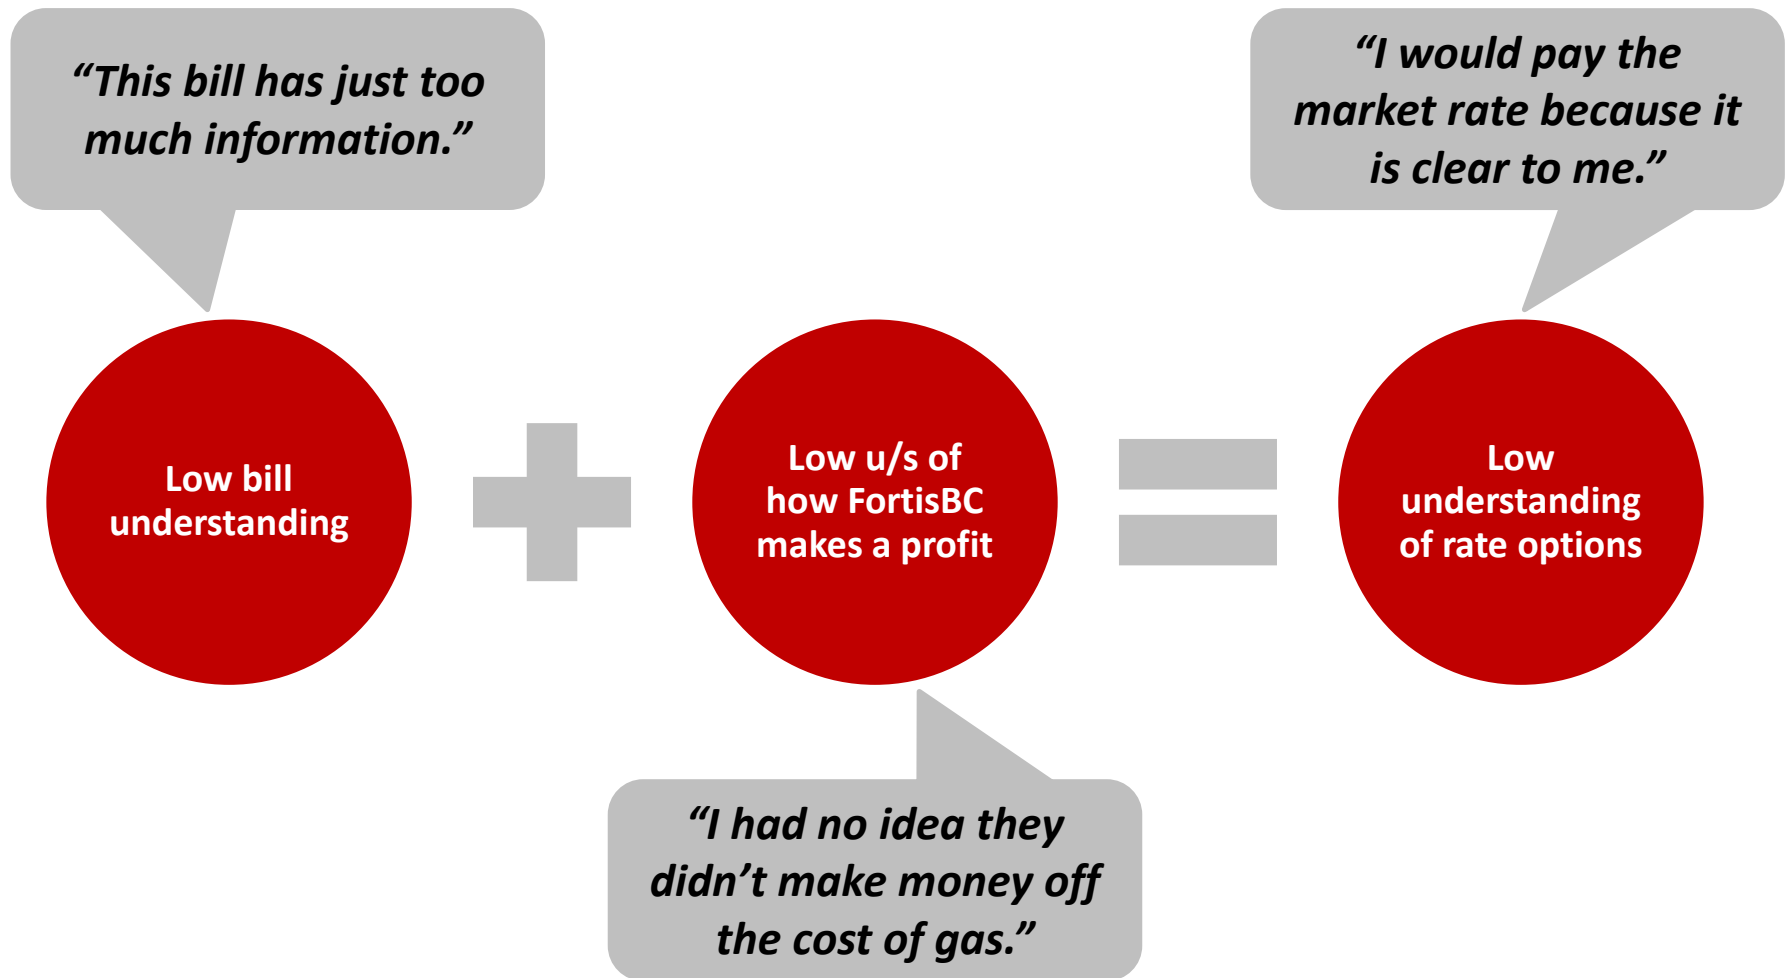 “This bill has just too
much information.”
“I would pay the
market rate because it
is clear to me.”
Low bill
understanding
Low u/s of
how FortisBC
makes a profit
Low
understanding
of rate options
“I had no idea they
didn’t make money off
the cost of gas.”